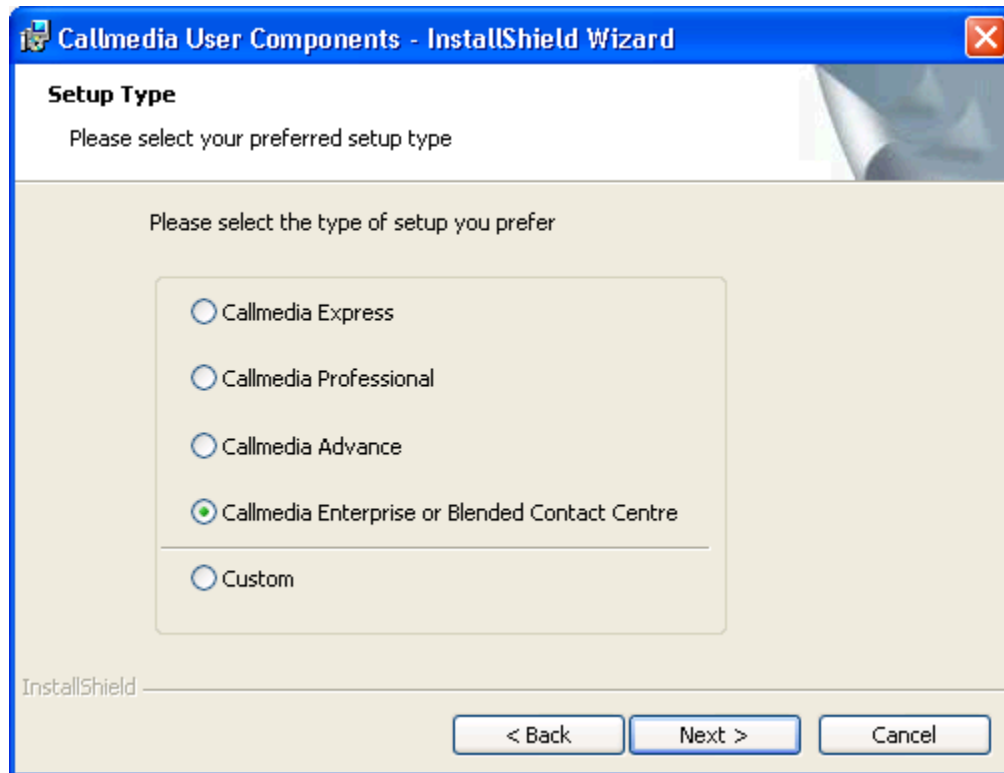 Callmedia User Components - InstallShield Wizard
Setup Type
Please select your preferred setup type
Please select the type of setup you prefer
Callmedia Express
Callmedia Professional
Callmedia Advance
Callmedia Enterprise or Blended Contact Centre
Custom
InstallShield
< Back Next > Cancel